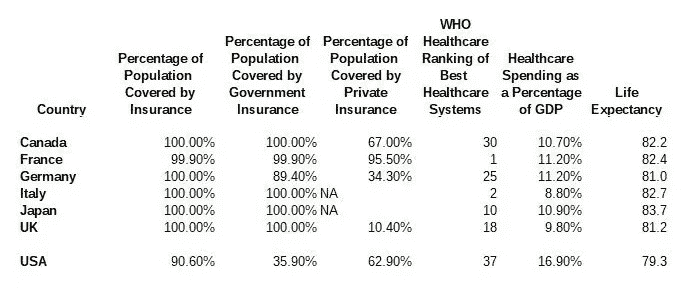 WHO
Percentage of Percentage of Healthcare
Percentage of Population Population Ranking of Healthcare
Population Covered by Covered by Best Spending as
Covered by Government Private Healthcare a Percentage Life
Country Insurance Insurance Insurance Systems of GDP Expectancy
Canada 100.00% 100.00% 67.00% 30 10.70% 82.2
France 99.90% 99.90% 95.50% 1 11.20% 82.4
Germany 100.00% 89.40% 34.30% 25 11.20% 81.0
Italy 100.00% 100.00% NA 2 8.80% 82.7
Japan 100.00% 100.00% NA 10 10.90% 83.7
UK 100.00% 100.00% 10.40% 18 9.80% 81.2
USA 90.60% 35.90% 62.90% 37 16.90% 79.3